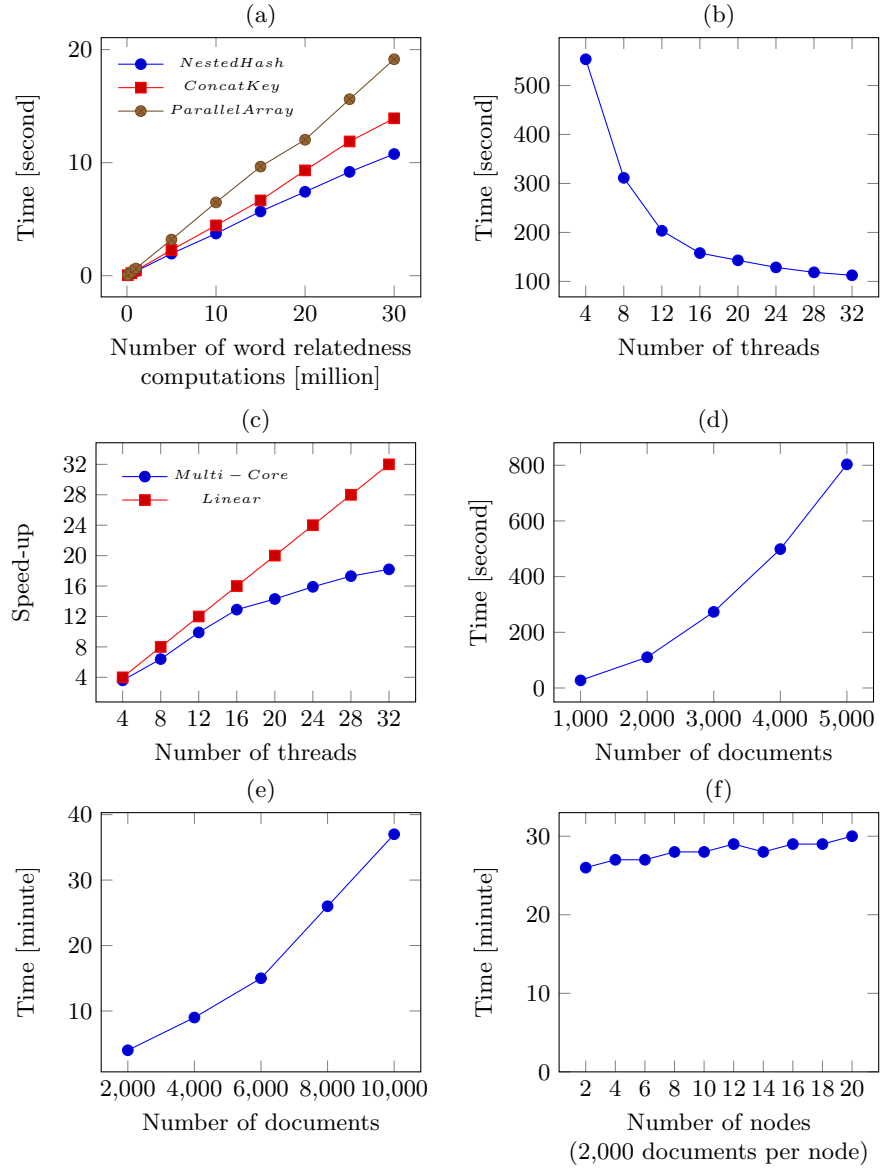 (a)
20
10
0
Time [second]
NestedHash
ConcatKey
ParallelArray
0 10 20 30
Number of word relatedness
computations [million]
(b)
500
400
300
200
100
Time [second]
4 8 12 16 20 24 28 32
Number of threads
(c)
32
28
24
20
16
12
8
4
Speed-up
Multi − Core
Linear
4 8 12 16 20 24 28 32
Number of threads
(d)
800
600
400
200
0
Time [second]
1,000 2,000 3,000 4,000 5,000
Number of documents
(e)
40
30
20
10
Time [minute]
2,000 4,000 6,000 8,000 10,000
Number of documents
(f)
30
20
10
0
Time [minute]
2 4 6 8 10 12 14 16 18 20
Number of nodes
(2,000 documents per node)